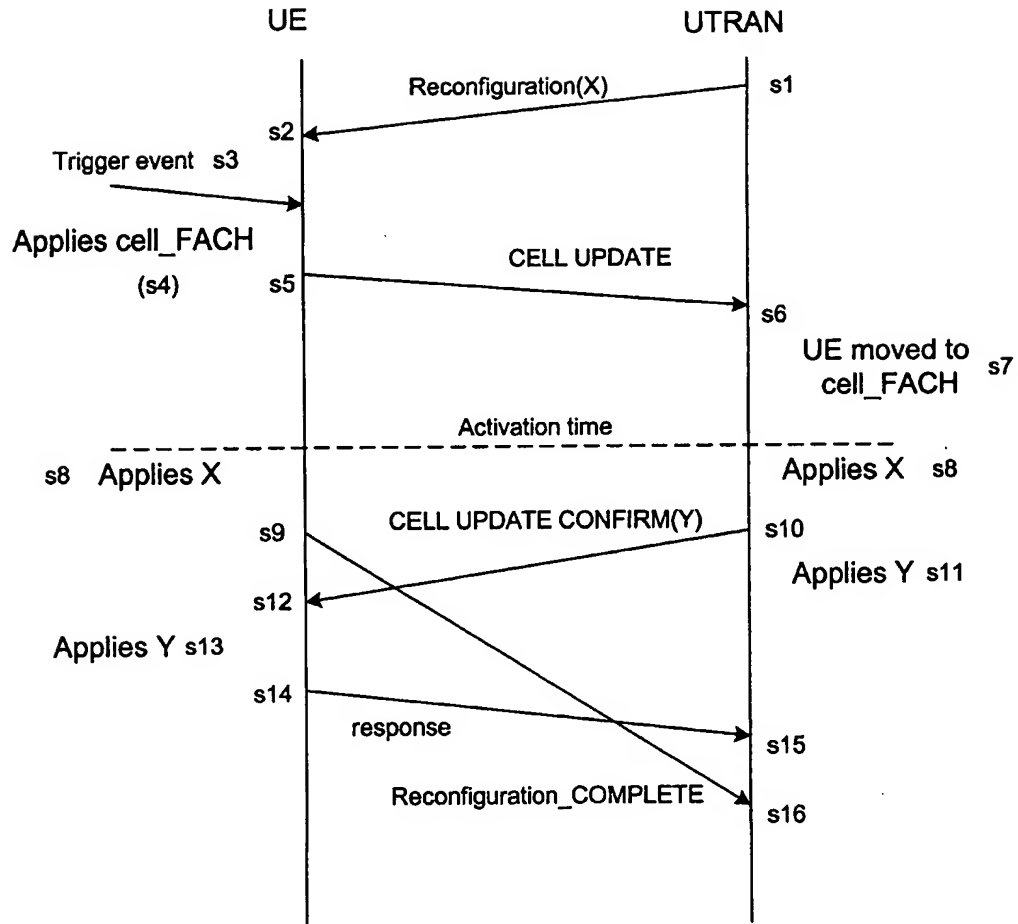 UE
UTRAN
Reconfiguration(X)
s1
s2
Trigger event s3
Applies cell_FACH
(s4)
s5
CELL UPDATE
s6
UE moved to
cell_FACH
s7
Activation time
s8 Applies X
Applies X s8
s9
CELL UPDATE CONFIRM(Y)
s10
Applies Y s11
s12
Applies Y s13
s14
response
s15
Reconfiguration_COMPLETE
s16